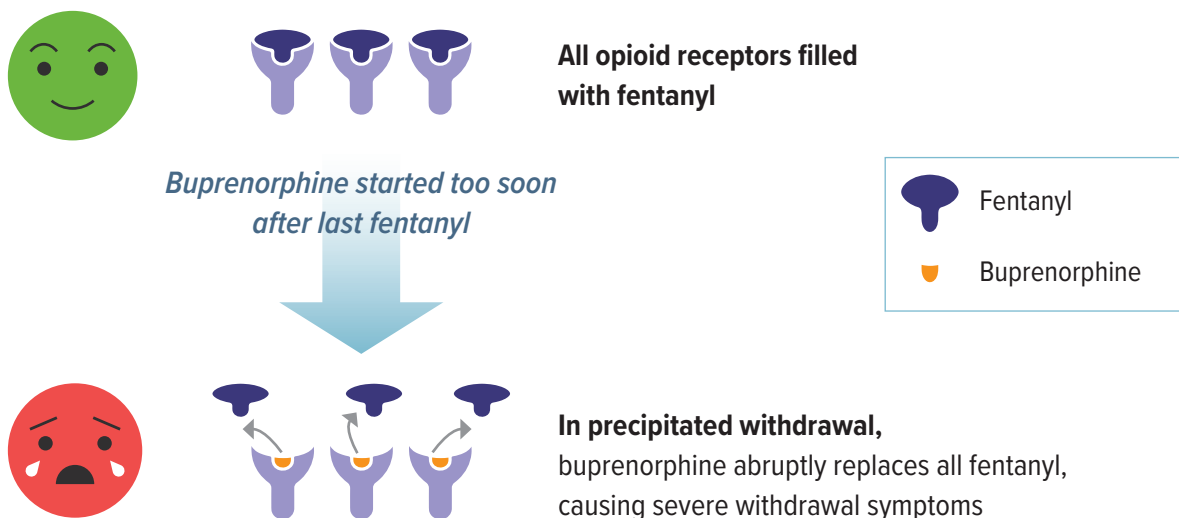 All opioid receptors filled
with fentanyl
Buprenorphine started too soon
after last fentanyl
Fentanyl
Buprenorphine
In precipitated withdrawal,
buprenorphine abruptly replaces all fentanyl,
causing severe withdrawal symptoms